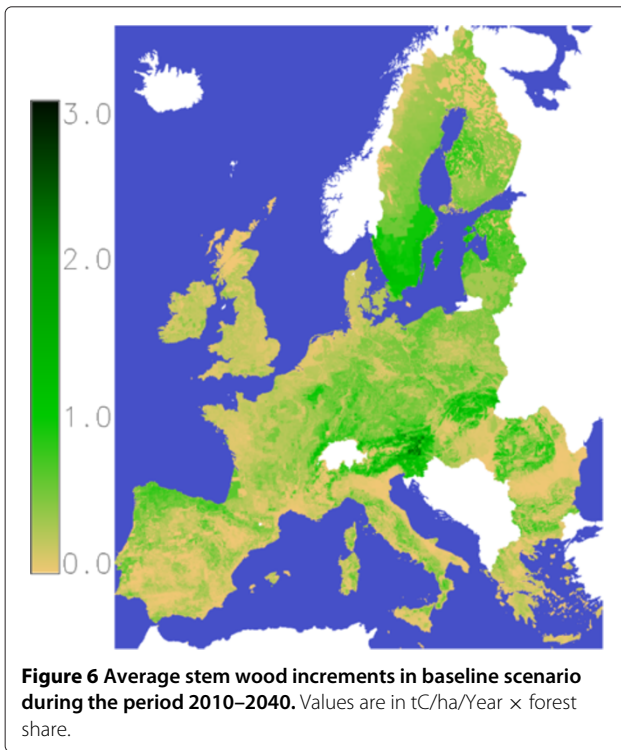 3.0
2.0
1.0
0.0
Figure 6 Average stem wood increments in baseline scenario
during the period 2010–2040. Values are in tC/ha/Year × forest
share.